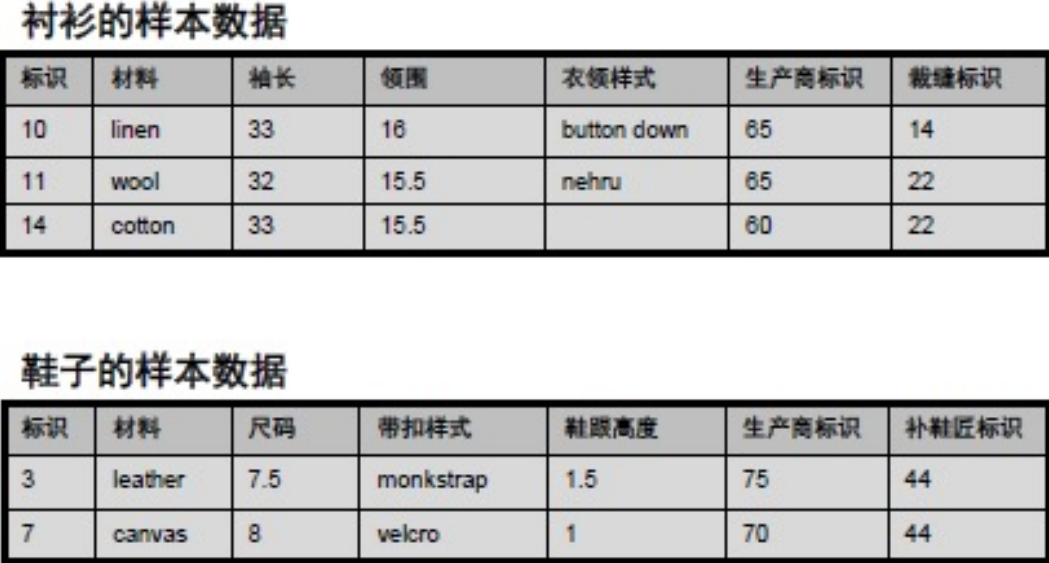 衬衫的样本数据
标识 材料 袖长 领围 衣领样式 生产商标识 裁缝标识
10 linen 33 16 button down 65 14
11 wool 32 15.5 nehru 65 22
14 cotton 33 15.5 60 22
鞋子的样本数据
标识 材料 尺码 带扣样式 鞋跟高度 生产商标识 补鞋匠标识
3 leather 7.5 monkstrap 1.5 75 44
7 canvas 8 velcro 1 70 44